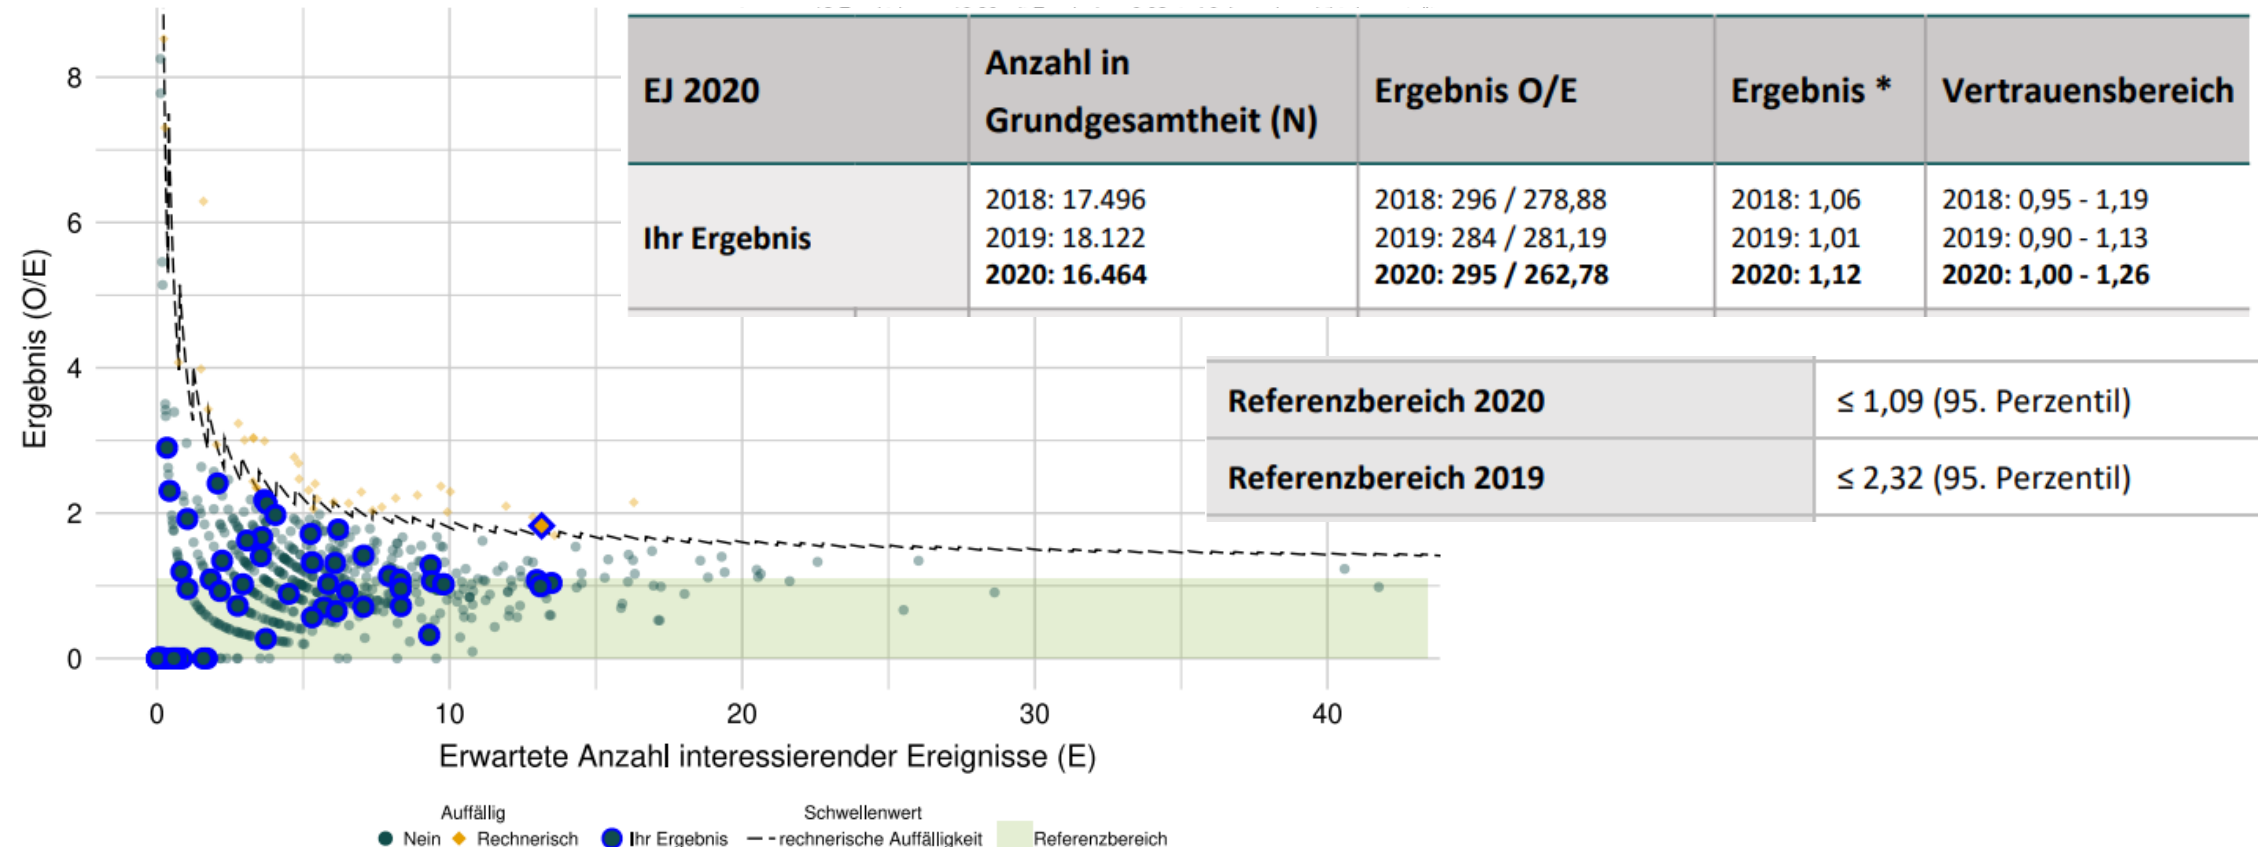 EJ 2020
Anzahl in
Grundgesamtheit (N)
Ergebnis O/E
Ergebnis *
Vertrauensbereich
Ihr Ergebnis
2018: 17.496
2019: 18.122
2020: 16.464
2018: 296 / 278,88
2019: 284 / 281,19
2020: 295 / 262,78
2018: 1,06
2019: 1,01
2020: 1,12
2018: 0,95 - 1,19
2019: 0,90 - 1,13
2020: 1,00 - 1,26
Referenzbereich 2020
≤ 1,09 (95. Perzentil)
Referenzbereich 2019
≤ 2,32 (95. Perzentil)
Ergebnis (O/E)
8
6
4
2
0
0 10 20 30 40
Erwartete Anzahl interessierender Ereignisse (E)
Auffällig Schwellenwert
Nein Rechnerisch Ihr Ergebnis rechnerische Auffälligkeit Referenzbereich